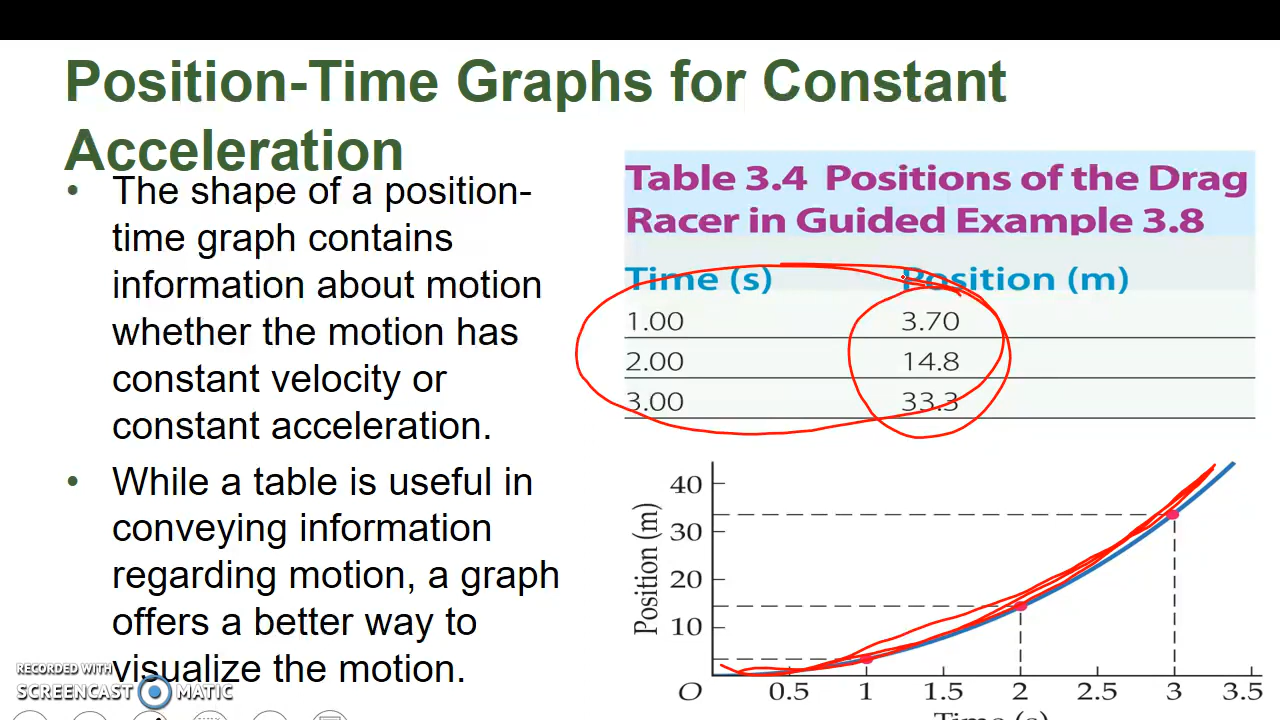 Position-Time Graphs for Constant
Acceleration
• The shape of a position-
time graph contains
information about motion
whether the motion has
constant velocity or
constant acceleration.
• While a table is useful in
conveying information
regarding motion, a graph
offers a better way to
visualize the motion.
Table 3.4 Positions of the Drag
Racer in Guided Example 3.8
Time (s) Position (m)
1.00 3.70
2.00 14.8
3.00 33.3
Position (m)
40
30
20
10
O 0.5 1 1.5 2 2.5 3 3.5
Time (s)
RECORDED WITH
SCREENCAST MATIC